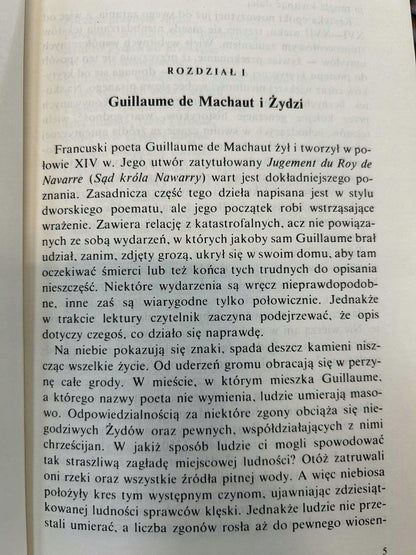 ROZDZIAŁ I
Guillaume de Machaut i Żydzi
Francuski poeta Guillaume de Machaut żył i tworzył w po-
łowie XIV w. Jego utwór zatytułowany Jugement du Roy de
Navarre (Sąd króla Nawarry) wart jest dokładniejszego po-
znania. Zasadnicza część tego dzieła napisana jest w stylu
dworskiego poematu, ale jego początek robi wstrząsające
wrażenie. Zawiera relację z katastrofalnych, acz nie powiąza-
nych ze sobą wydarzeń, w których jakoby sam Guillaume brał
udział, zanim, zdjęty grozą, ukrył się w swoim domu, aby tam
oczekiwać śmierci lub też końca tych trudnych do opisania
nieszczęść. Niektóre wydarzenia są wręcz nieprawdopodob-
ne, inne zaś są wiarygodne tylko połowicznie. Jednakże
w trakcie lektury czytelnik zaczyna podejrzewać, że opis
dotyczy czegoś, co działo się naprawdę.
Na niebie pokazują się znaki, spada deszcz kamieni nisz-
cząc wszelkie życie. Od uderzeń gromu obracają się w perzy-
nę całe grody. W mieście, w którym mieszka Guillaume,
a którego nazwy poeta nie wymienia, ludzie umierają maso-
wo. Odpowiedzialnością za niektóre zgony obciąża się nie-
godziwych Żydów oraz pewnych, współdziałających z nimi
chrześcijan. W jakiż sposób ludzie ci mogli spowodować
tak straszliwą zagładę miejscowej ludności? Otóż zatruwali
oni rzeki oraz wszystkie źródła pitnej wody. A więc niebiosa
położyły kres tym występnym czynom, ujawniając zdziesiąt-
kowanej ludności sprawców klęski. Jednakże ludzie nie prze-
stali umierać, a liczba zgonów rosła aż do pewnego wiosen-
5